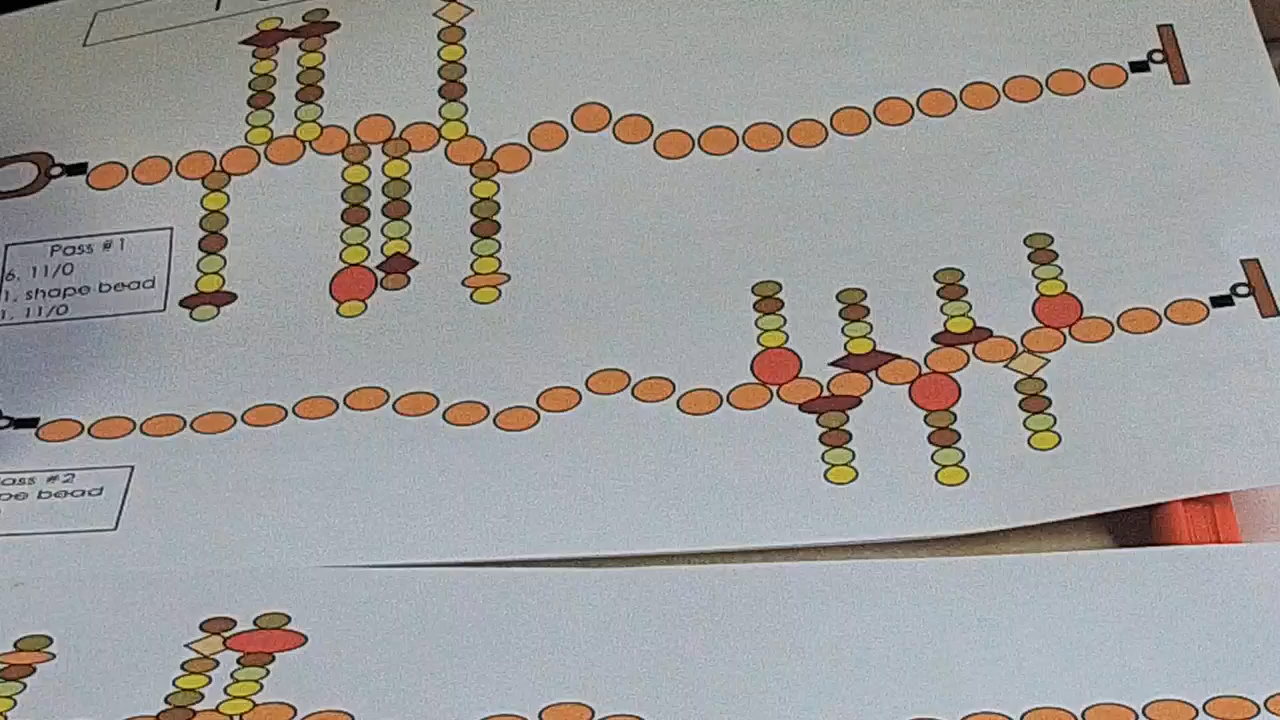 Pass #1
6, 11/0
1, shape bead
1, 11/0
ass #2
pe bead